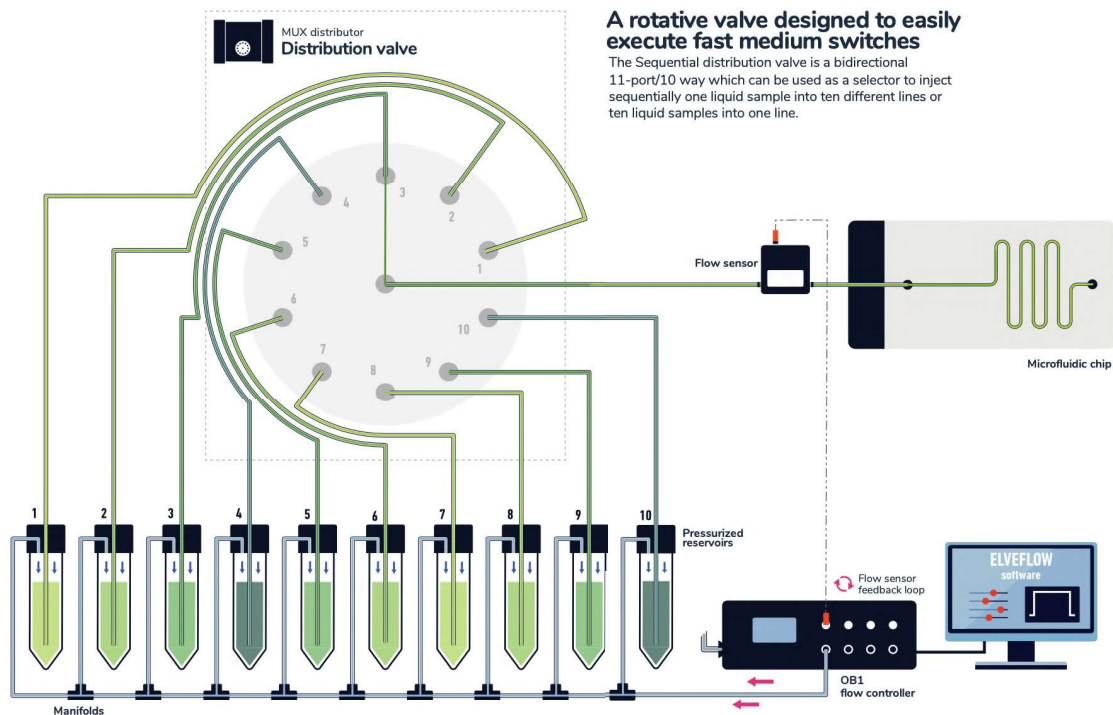 MUX distributor
Distribution valve
A rotative valve designed to easily
execute fast medium switches
The Sequential distribution valve is a bidirectional
11-port/10 way which can be used as a selector to inject
sequentially one liquid sample into ten different lines or
ten liquid samples into one line.
3
4
2
5
1
6
10
7
8
9
Flow sensor
Microfluidic chip
1
2
3
4
5
6
7
8
9
10
Pressurized
reservoirs
ELVEFLOW
software
Flow sensor
feedback loop
OB1
flow controller
Manifolds